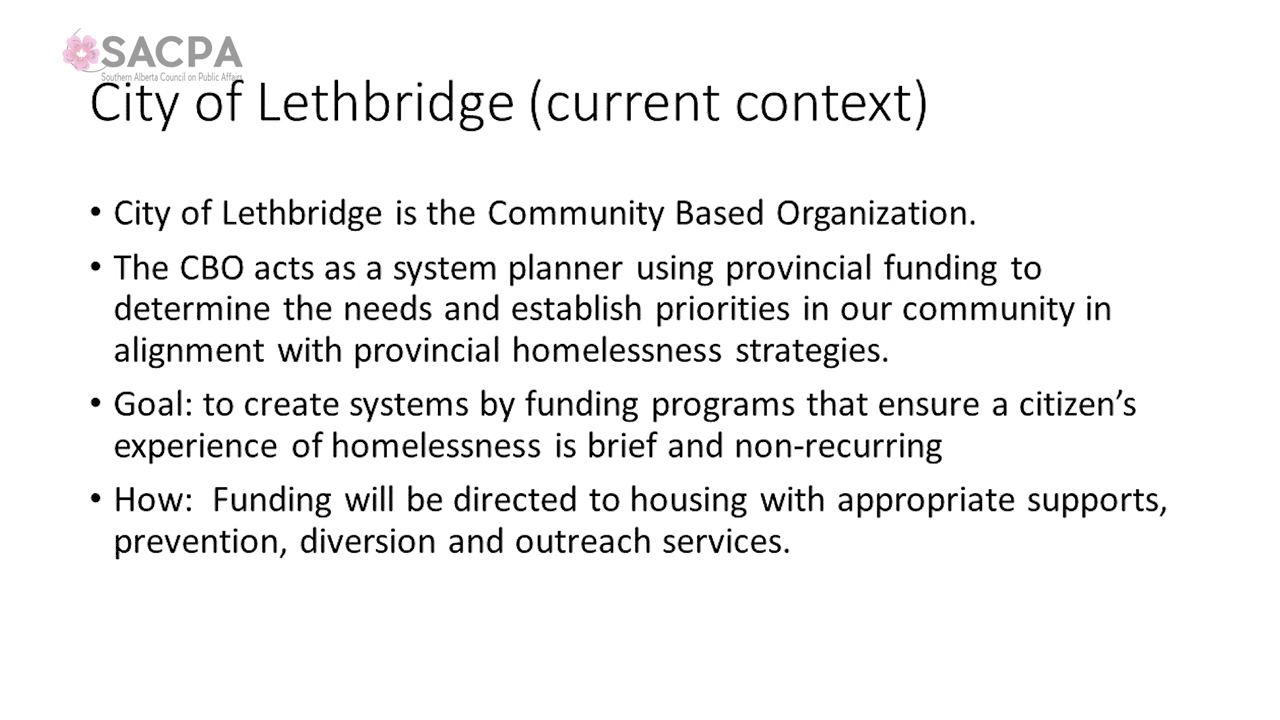 SACPA
Southern Alberta Council on Public Affairs
City of Lethbridge (current context)
• City of Lethbridge is the Community Based Organization.
• The CBO acts as a system planner using provincial funding to
determine the needs and establish priorities in our community in
alignment with provincial homelessness strategies.
• Goal: to create systems by funding programs that ensure a citizen’s
experience of homelessness is brief and non-recurring
• How:  Funding will be directed to housing with appropriate supports,
prevention, diversion and outreach services.